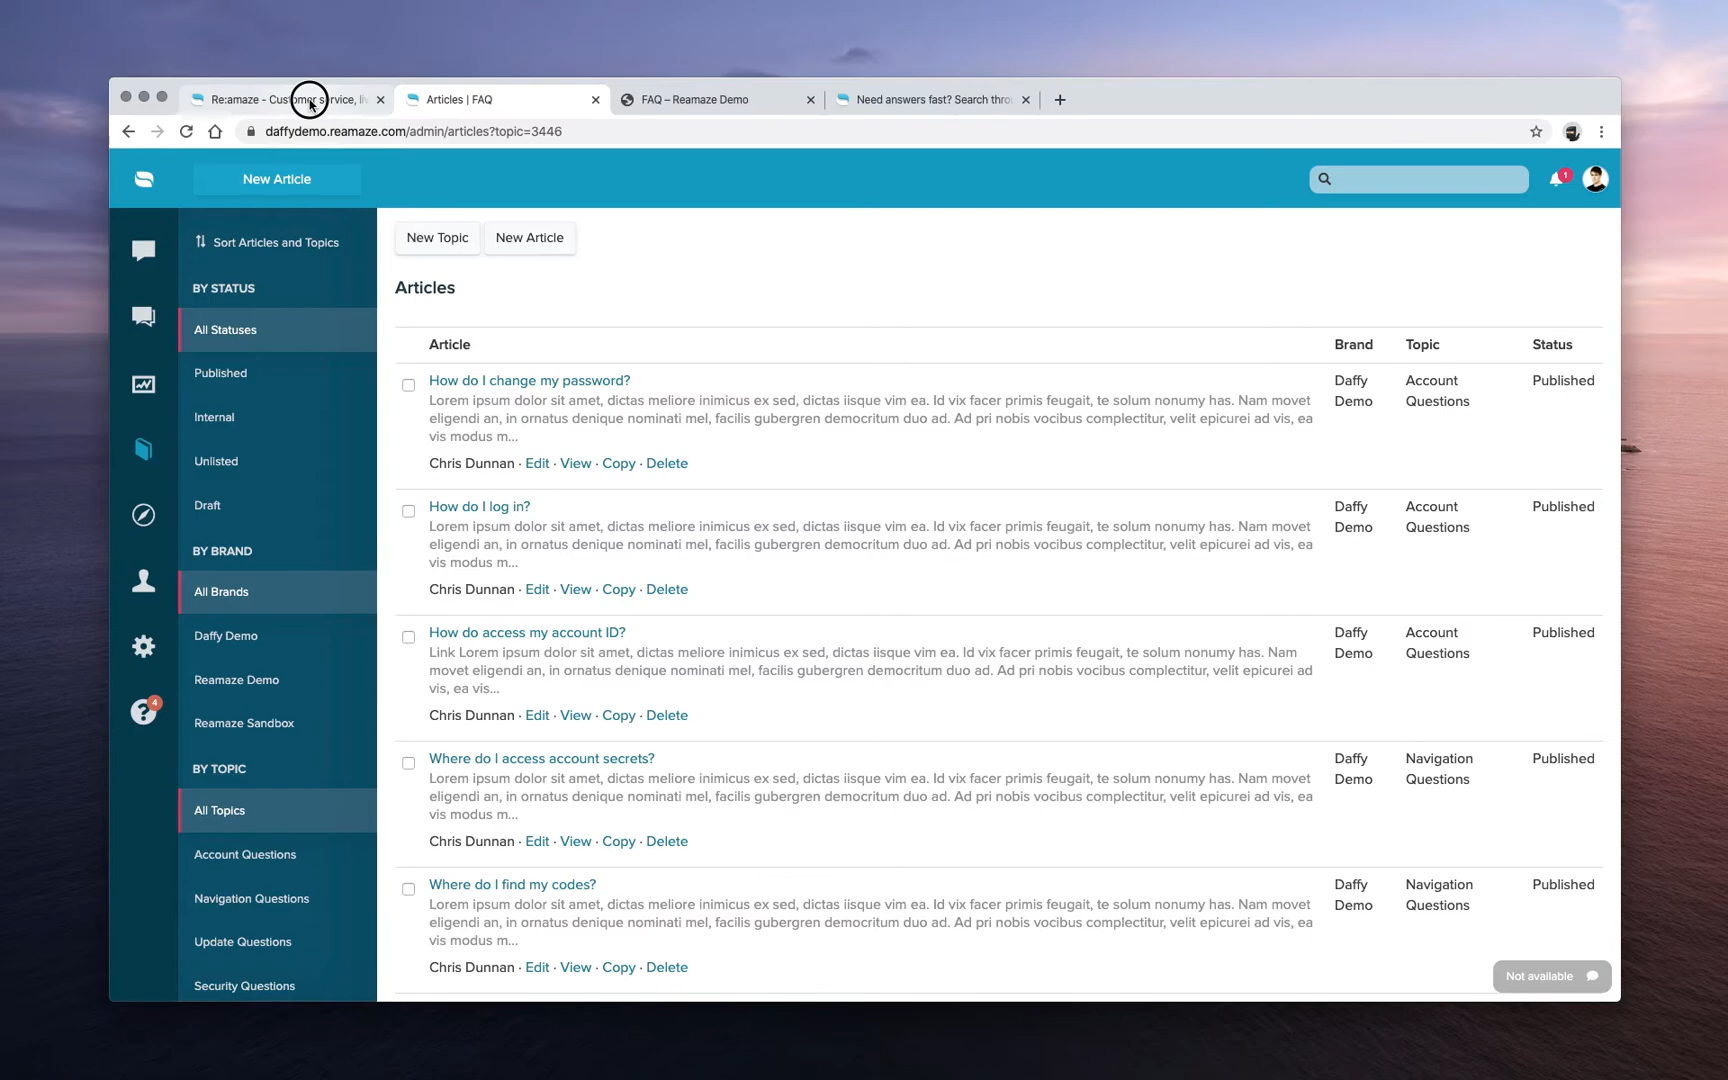 Re:amaze - Customer service, liv
Articles | FAQ
FAQ – Reamaze Demo
Need answers fast? Search thro
daffydemo.reamaze.com/admin/articles?topic=3446
New Article
1
Sort Articles and Topics
BY STATUS
All Statuses
Published
Internal
Unlisted
Draft
BY BRAND
All Brands
Daffy Demo
Reamaze Demo
Reamaze Sandbox
BY TOPIC
All Topics
Account Questions
Navigation Questions
Update Questions
Security Questions
4
New Topic
New Article
Articles
Article Brand Topic Status
How do I change my password?
Lorem ipsum dolor sit amet, dictas meliore inimicus ex sed, dictas iisque vim ea. Id vix facer primis feugait, te solum nonumy has. Nam movet
eligendi an, in ornatus denique nominati mel, facilis gubergren democritum duo ad. Ad pri nobis vocibus complectitur, velit epicurei ad vis, ea
vis modus m...
Chris Dunnan · Edit · View · Copy · Delete
Daffy
Demo
Account
Questions
Published
How do I log in?
Lorem ipsum dolor sit amet, dictas meliore inimicus ex sed, dictas iisque vim ea. Id vix facer primis feugait, te solum nonumy has. Nam movet
eligendi an, in ornatus denique nominati mel, facilis gubergren democritum duo ad. Ad pri nobis vocibus complectitur, velit epicurei ad vis, ea
vis modus m...
Chris Dunnan · Edit · View · Copy · Delete
Daffy
Demo
Account
Questions
Published
How do access my account ID?
Link Lorem ipsum dolor sit amet, dictas meliore inimicus ex sed, dictas iisque vim ea. Id vix facer primis feugait, te solum nonumy has. Nam
movet eligendi an, in ornatus denique nominati mel, facilis gubergren democritum duo ad. Ad pri nobis vocibus complectitur, velit epicurei ad
vis, ea vis...
Chris Dunnan · Edit · View · Copy · Delete
Daffy
Demo
Account
Questions
Published
Where do I access account secrets?
Lorem ipsum dolor sit amet, dictas meliore inimicus ex sed, dictas iisque vim ea. Id vix facer primis feugait, te solum nonumy has. Nam movet
eligendi an, in ornatus denique nominati mel, facilis gubergren democritum duo ad. Ad pri nobis vocibus complectitur, velit epicurei ad vis, ea
vis modus m...
Chris Dunnan · Edit · View · Copy · Delete
Daffy
Demo
Navigation
Questions
Published
Where do I find my codes?
Lorem ipsum dolor sit amet, dictas meliore inimicus ex sed, dictas iisque vim ea. Id vix facer primis feugait, te solum nonumy has. Nam movet
eligendi an, in ornatus denique nominati mel, facilis gubergren democritum duo ad. Ad pri nobis vocibus complectitur, velit epicurei ad vis, ea
vis modus m...
Chris Dunnan · Edit · View · Copy · Delete
Daffy
Demo
Navigation
Questions
Published
Not available